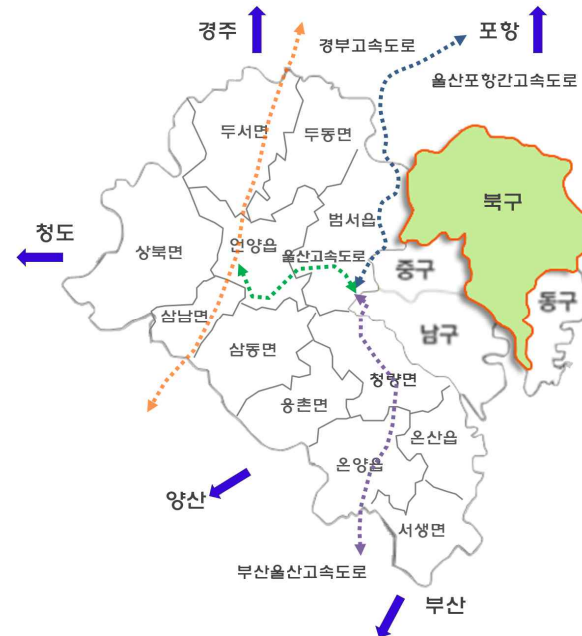 경주
경부고속도로
포항
울산포항간고속도로
두서면
두동면
북구
범서읍
청도
상북면
언양읍
울산고속도로
중구
동구
삼남면
남구
삼동면
청량면
웅촌면
온산읍
온양읍
양산
서생면
부산울산고속도로
부산